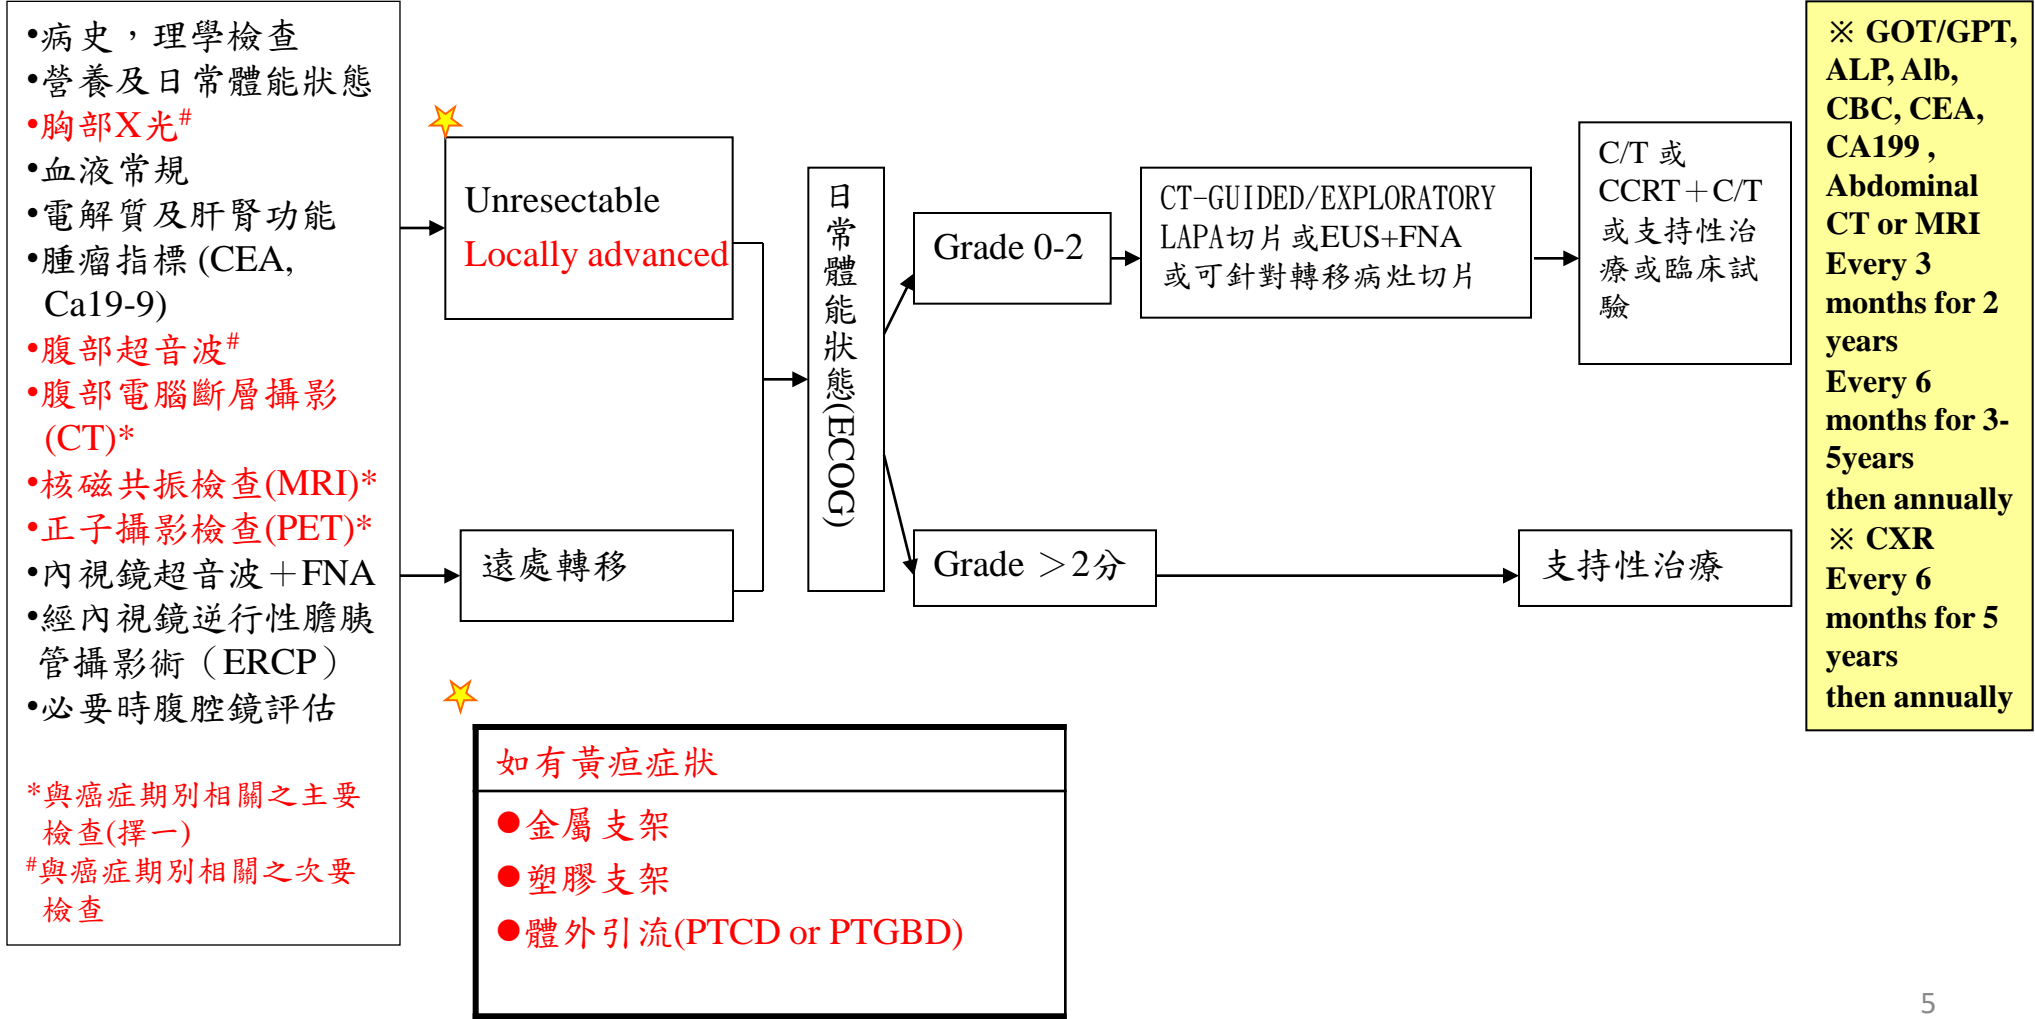 •病史，理學檢查
•營養及日常體能狀態
•胸部X光#
•血液常規
•電解質及肝腎功能
•腫瘤指標 (CEA,
Ca19-9)
•腹部超音波#
•腹部電腦斷層攝影
(CT)*
•核磁共振檢查(MRI)*
•正子攝影檢查(PET)*
•內視鏡超音波＋FNA
•經內視鏡逆行性膽胰
管攝影術（ERCP）
•必要時腹腔鏡評估
*與癌症期別相關之主要
檢查(擇一)
#與癌症期別相關之次要
檢查
Unresectable
Locally advanced
遠處轉移
日常體能狀態(ECOG)
Grade 0-2
CT-GUIDED/EXPLORATORY
LAPA切片或EUS+FNA
或可針對轉移病灶切片
C/T 或
CCRT＋C/T
或支持性治
療或臨床試
驗
Grade ＞2分
支持性治療
如有黃疸症狀
●金屬支架
●塑膠支架
●體外引流(PTCD or PTGBD)
※ GOT/GPT,
ALP, Alb,
CBC, CEA,
CA199 ,
Abdominal
CT or MRI
Every 3
months for 2
years
Every 6
months for 3-
5years
then annually
※ CXR
Every 6
months for 5
years
then annually
5